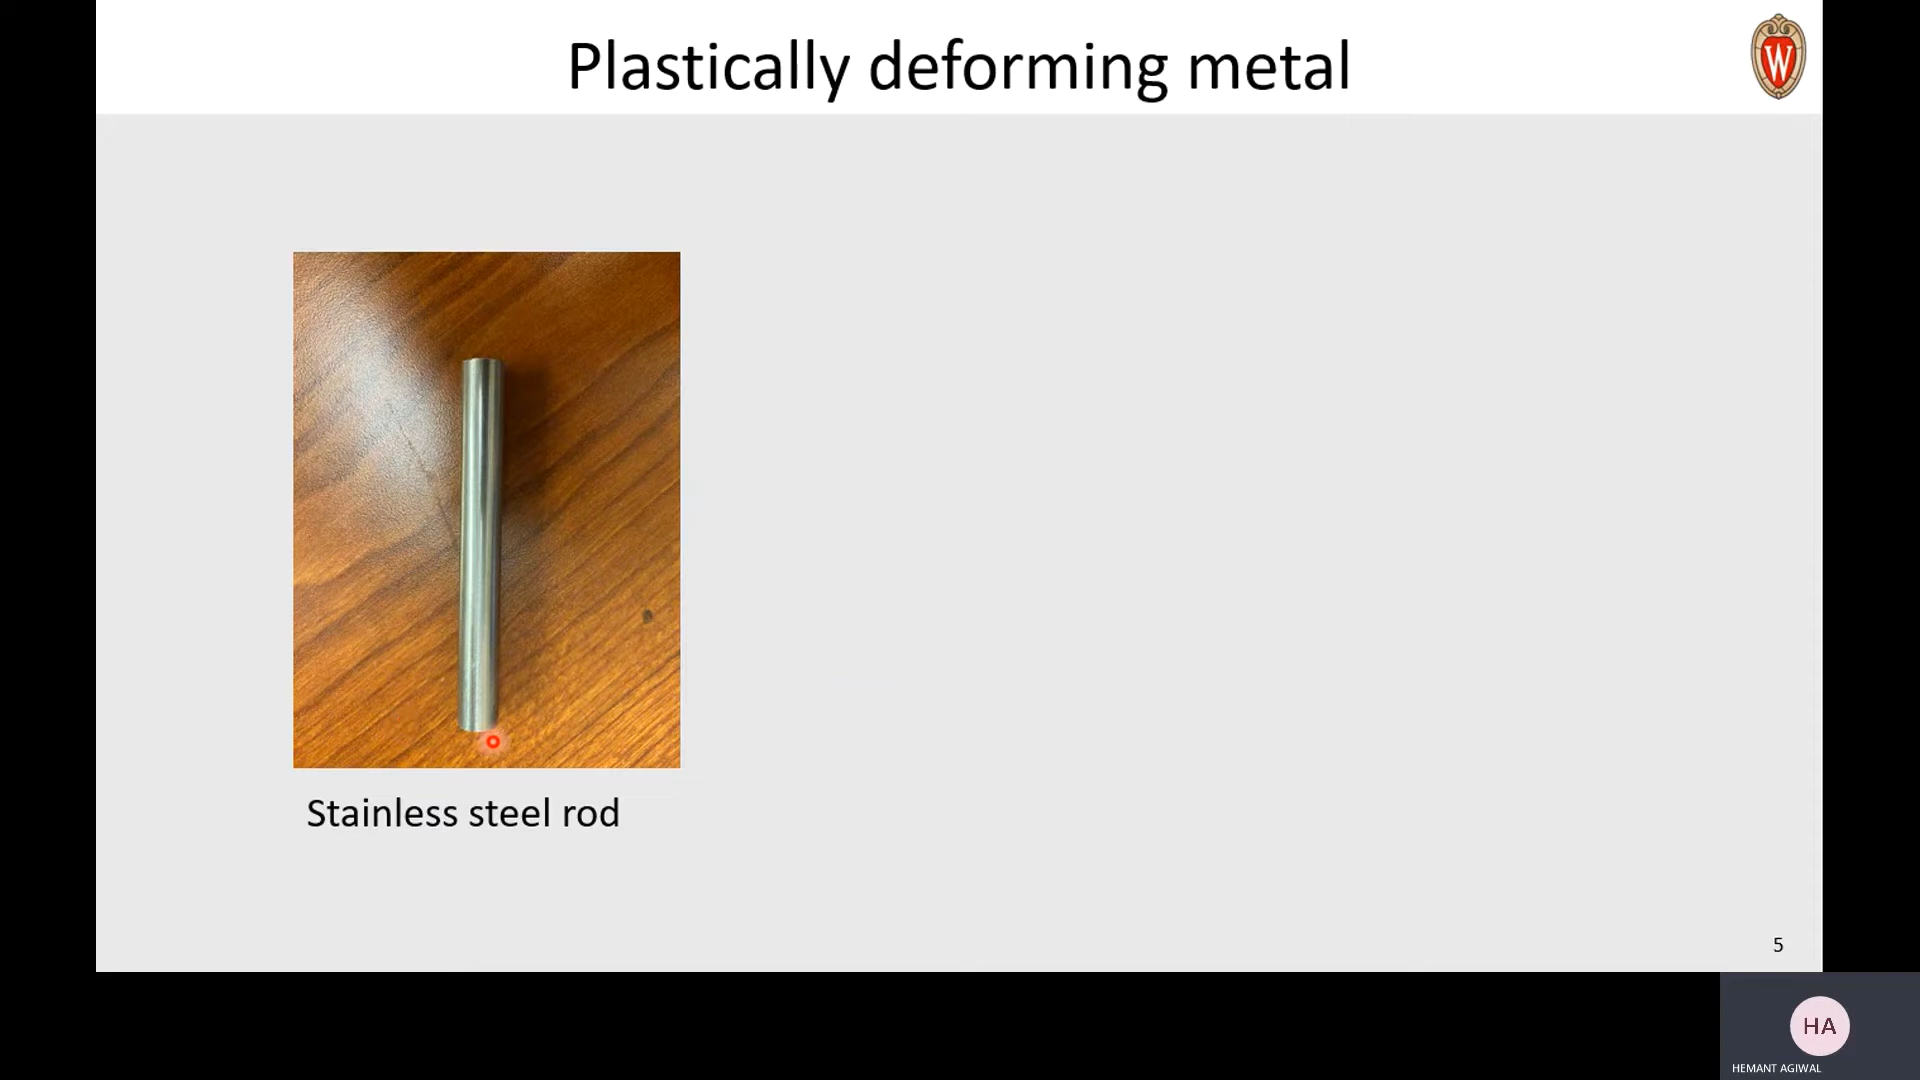 Plastically deforming metal
W
Stainless steel rod
5
HA
HEMANT AGIWAL